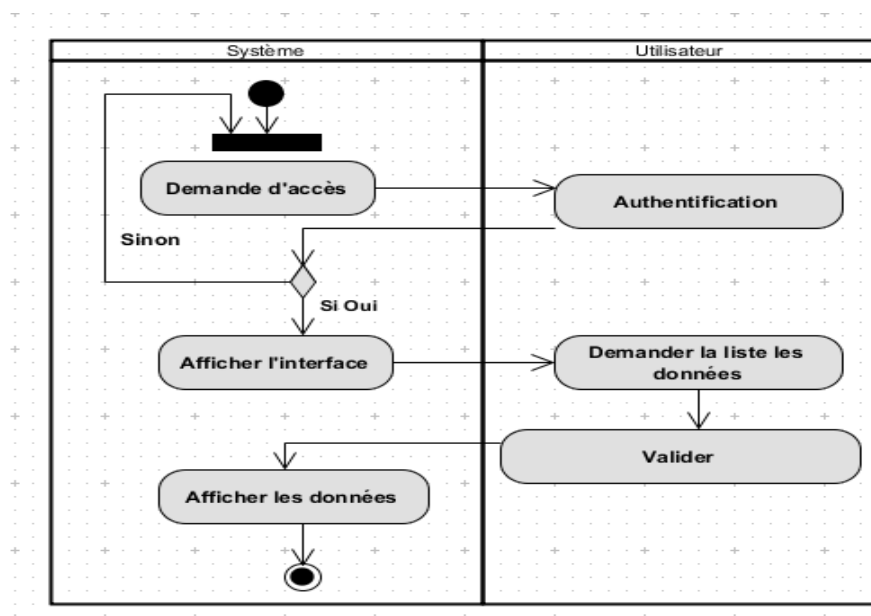 Système
Utilisateur
Demande d'accès
Authentification
Sinon
Si Oui
Afficher l'interface
Demander la liste les
données
Valider
Afficher les données